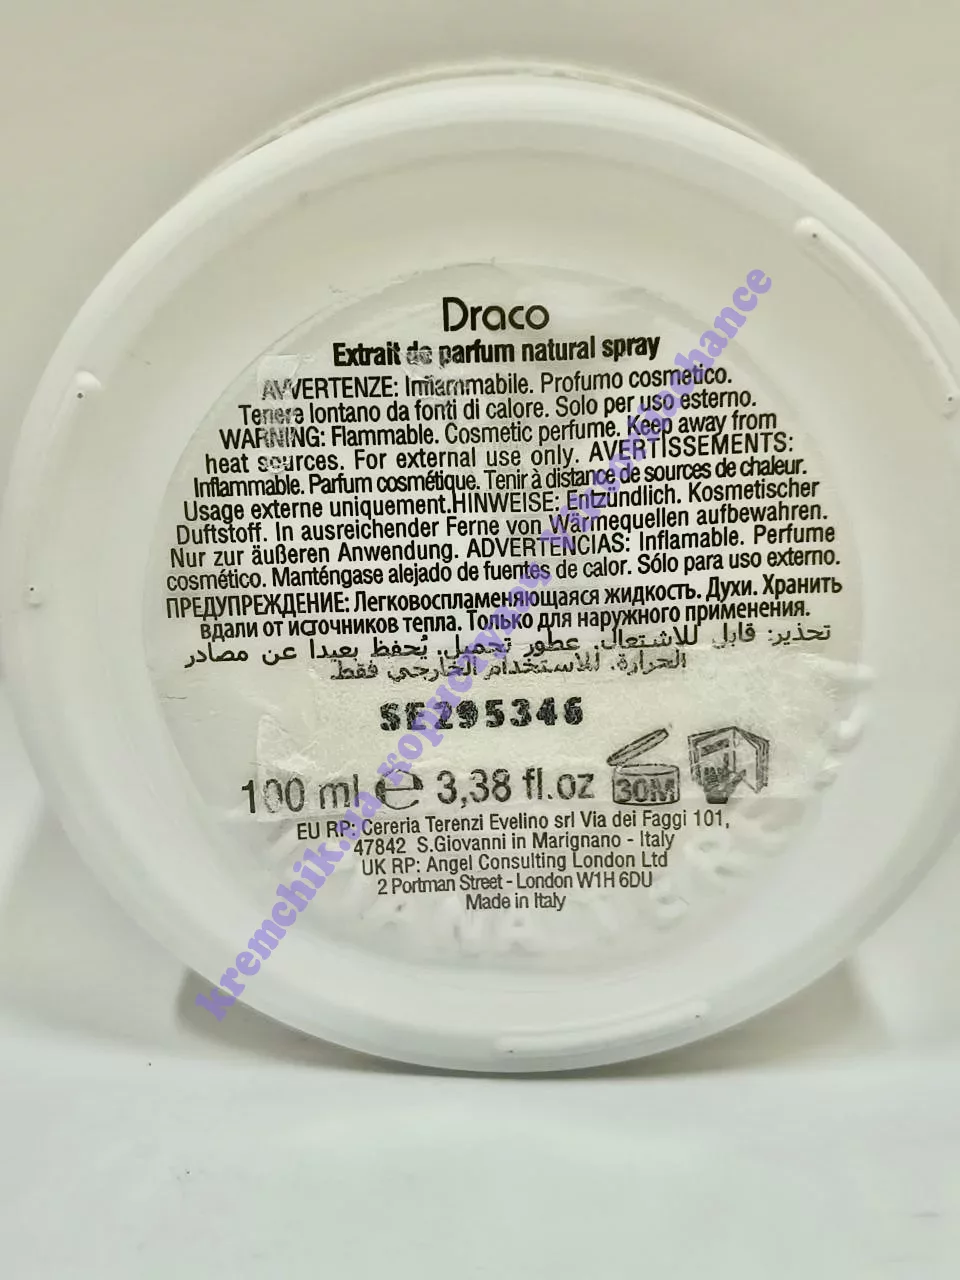 Draco
Extrait de parfum natural spray
AVVERTENZE: Infiammabile. Profumo cosmetico.
Tenere lontano da fonti di calore. Solo per uso esterno.
WARNING: Flammable. Cosmetic perfume. Keep away from
heat sources. For external use only. AVERTISSEMENTS:
Inflammable. Parfum cosmétique. Tenir à distance de sources de chaleur.
Usage externe uniquement.HINWEISE: Entzündlich. Kosmetischer
Duftstoff. In ausreichender Ferne von Wärmequellen aufbewahren.
Nur zur äußeren Anwendung. ADVERTENCIAS: Inflamable. Perfume
cosmético. Manténgase alejado de fuentes de calor. Sólo para uso externo.
ПРЕДУПРЕЖДЕНИЕ: Легковоспламеняющаяся жидкость. Духи. Хранить
вдали от источников тепла. Только для наружного применения.
تحذير: قابل للاشتعال. عطور تجميل. يُحفظ بعيدا عن مصادر
الحرارة. للاستخدام الخارجي فقط
SE295346
100 ml e 3,38 fl.oz 30M
EU RP: Cereria Terenzi Evelino srl Via dei Faggi 101,
47842 S.Giovanni in Marignano - Italy
UK RP: Angel Consulting London Ltd
2 Portman Street - London W1H 6DU
Made in Italy
kremchik.ua користувач